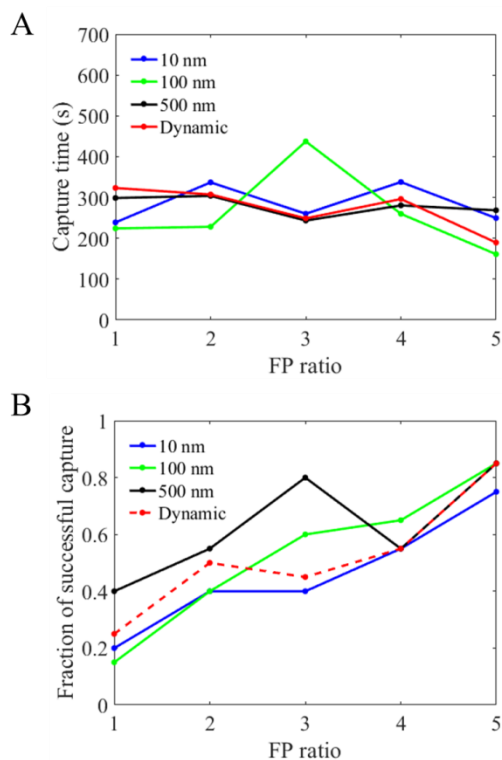 A
700
600
500
400
300
200
100
0
Capture time (s)
10 nm
100 nm
500 nm
Dynamic
1 2 3 4 5
FP ratio
B
1
0.8
0.6
0.4
0.2
0
Fraction of successful capture
10 nm
100 nm
500 nm
Dynamic
1 2 3 4 5
FP ratio